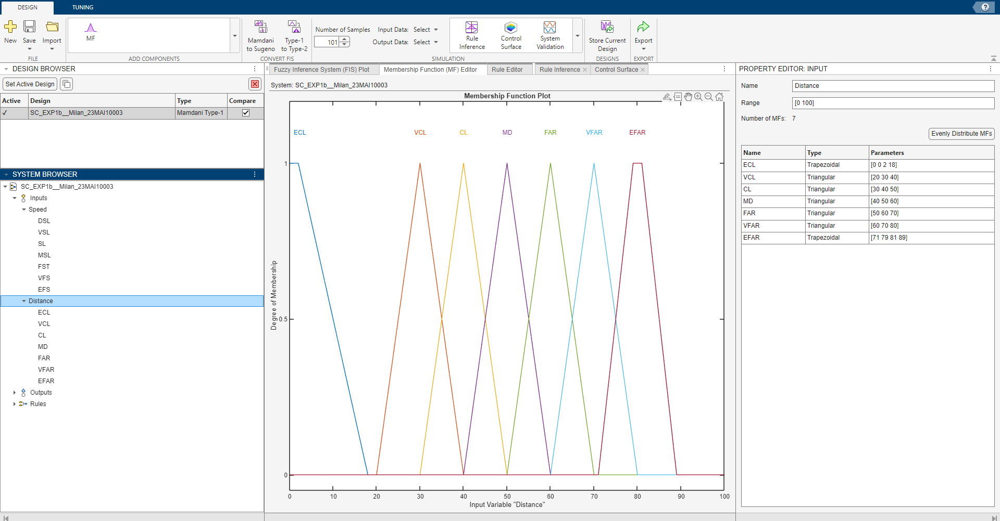 DESIGN TUNING ?
New Save Import
FILE
MF
ADD COMPONENTS
Mamdani to Sugeno
Type-1 to Type-2
CONVERT FIS
Number of Samples
101
Input Data: Select
Output Data: Select
Rule Inference
Control Surface
System Validation
SIMULATION
Store Current Design
DESIGNS
Export
EXPORT
DESIGN BROWSER
Set Active Design
Active Design Type Compare
✓ SC_EXP1b__Milan_23MAI10003 Mamdani Type-1
SYSTEM BROWSER
SC_EXP1b__Milan_23MAI10003
Inputs
Speed
DSL
VSL
SL
MSL
FST
VFS
EFS
Distance
ECL
VCL
CL
MD
FAR
VFAR
EFAR
Outputs
Rules
Fuzzy Inference System (FIS) Plot Membership Function (MF) Editor Rule Editor Rule Inference Control Surface
System: SC_EXP1b__Milan_23MAI10003
Membership Function Plot
ECL VCL CL MD FAR VFAR EFAR
1
0.5
0
Degree of Membership
0 10 20 30 40 50 60 70 80 90 100
Input Variable "Distance"
PROPERTY EDITOR: INPUT
Name Distance
Range [0 100]
Number of MFs: 7
Evenly Distribute MFs
Name Type Parameters
ECL Trapezoidal [0 0 2 18]
VCL Triangular [20 30 40]
CL Triangular [30 40 50]
MD Triangular [40 50 60]
FAR Triangular [50 60 70]
VFAR Triangular [60 70 80]
EFAR Trapezoidal [71 79 81 89]